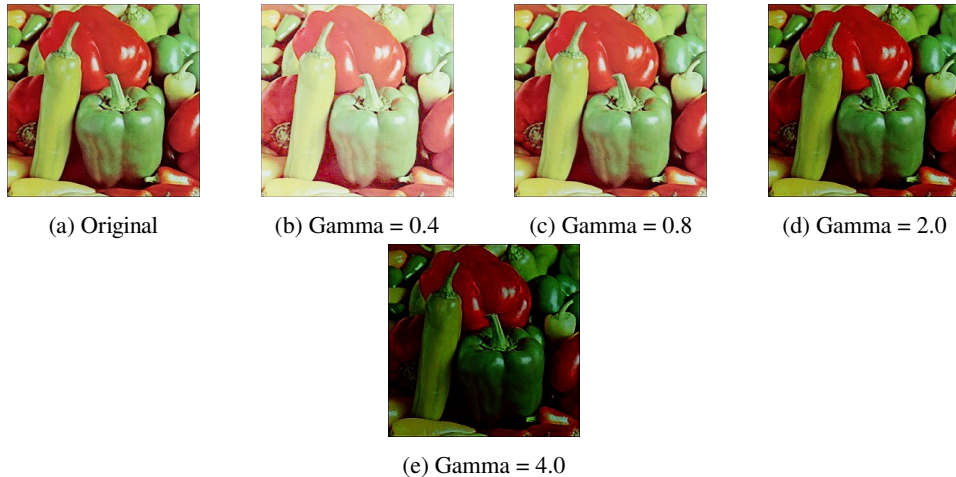 (a) Original
(b) Gamma = 0.4
(c) Gamma = 0.8
(d) Gamma = 2.0
(e) Gamma = 4.0